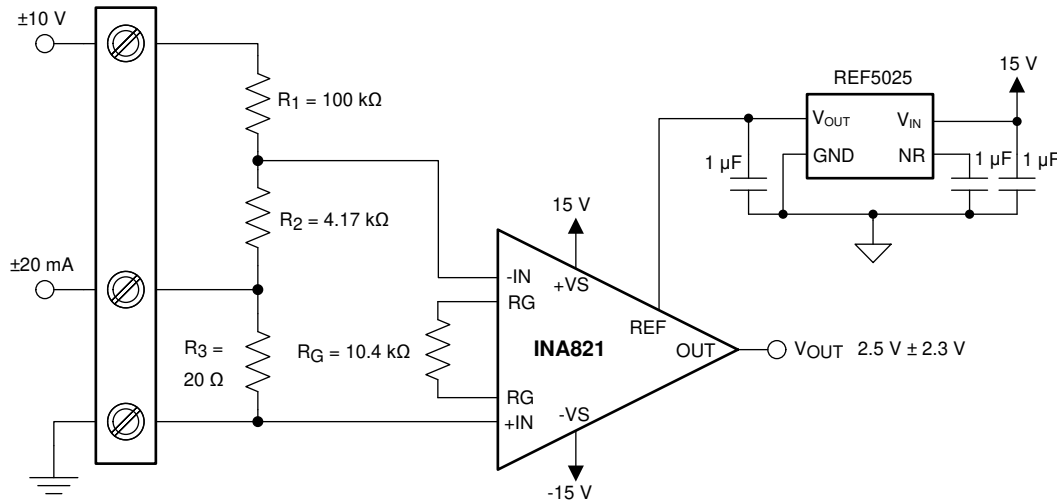 ±10 V
R1 = 100 kΩ
R2 = 4.17 kΩ
±20 mA
R3 =
20 Ω
RG = 10.4 kΩ
15 V
-IN
+VS
RG
REF
INA821
OUT
RG
+IN
-VS
-15 V
VOUT 2.5 V ± 2.3 V
REF5025
15 V
VOUT
VIN
GND
NR
1 µF
1 µF
1 µF